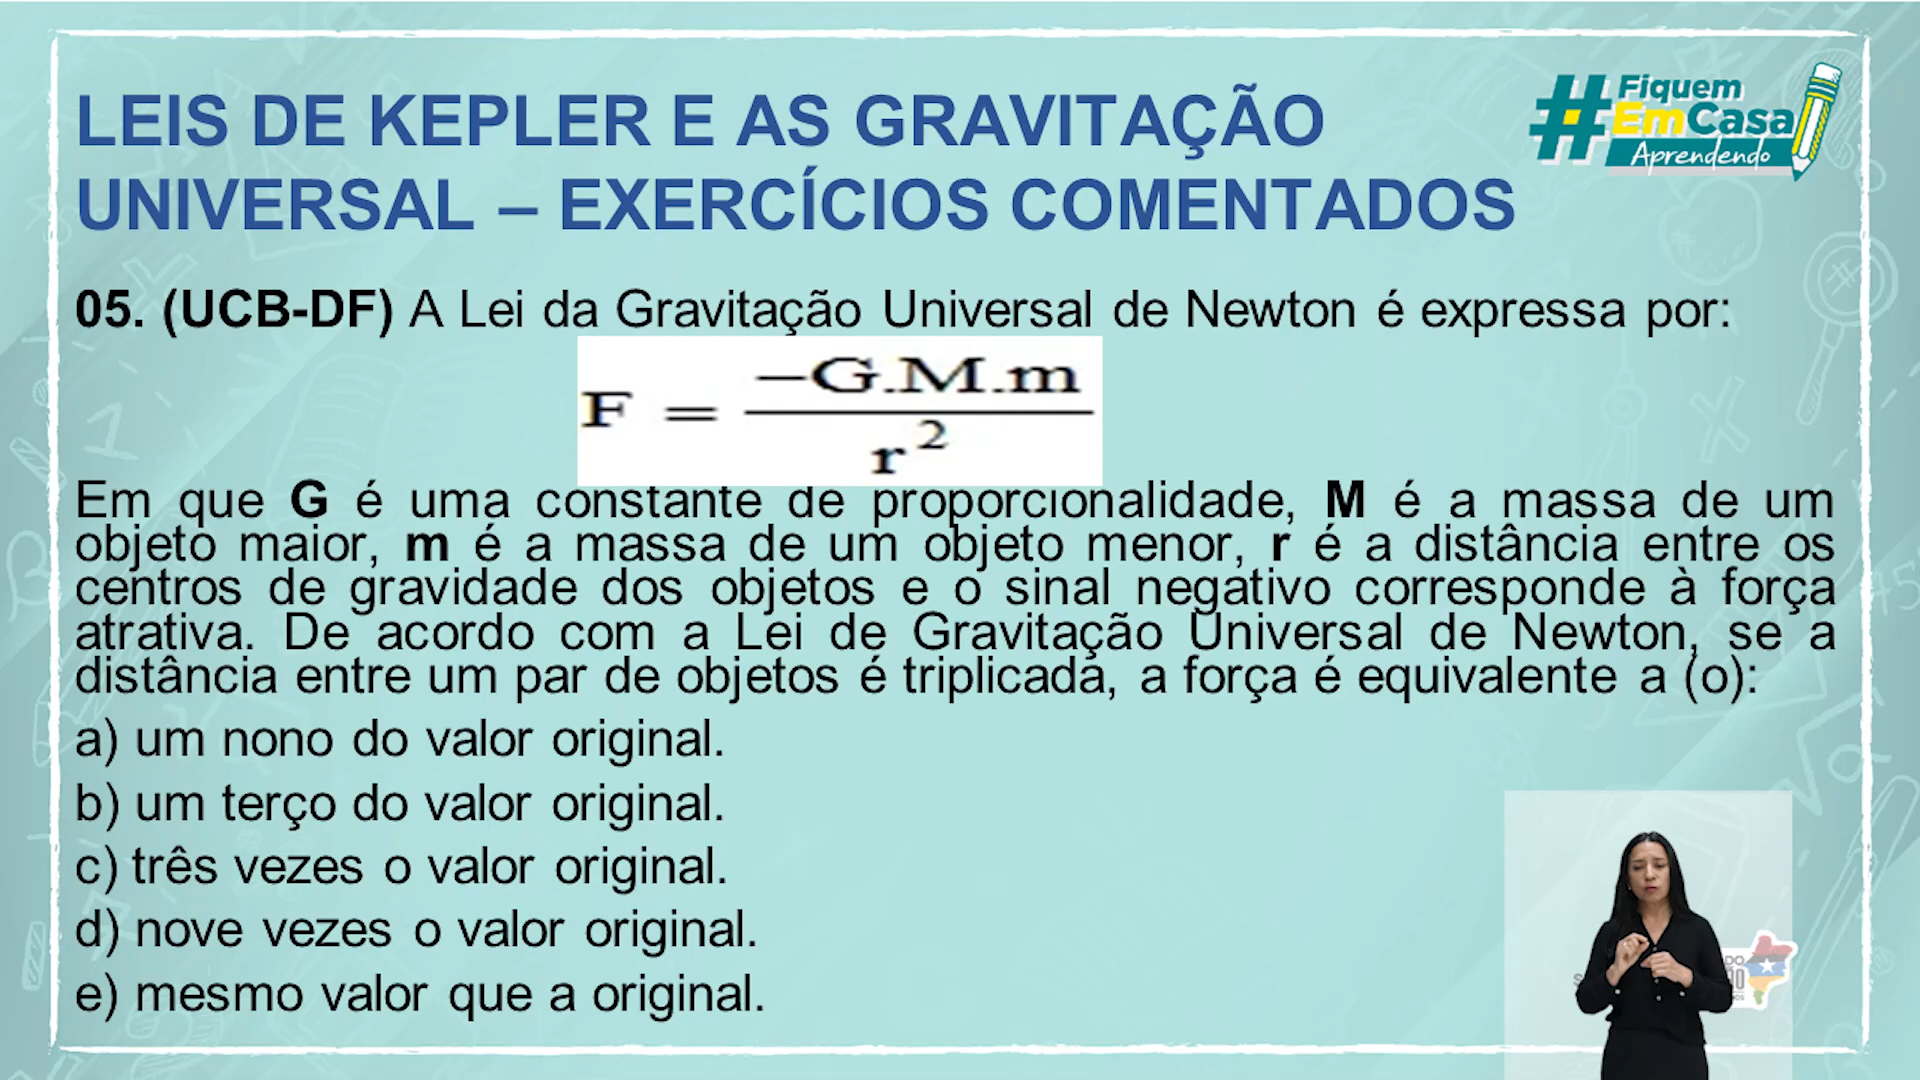 LEIS DE KEPLER E AS GRAVITAÇÃO
UNIVERSAL – EXERCÍCIOS COMENTADOS
#Fiquem
EmCasa
Aprendendo
05. (UCB-DF) A Lei da Gravitação Universal de Newton é expressa por:
F = −G.M.m / r²
Em que G é uma constante de proporcionalidade, M é a massa de um
objeto maior, m é a massa de um objeto menor, r é a distância entre os
centros de gravidade dos objetos e o sinal negativo corresponde à força
atrativa. De acordo com a Lei de Gravitação Universal de Newton, se a
distância entre um par de objetos é triplicada, a força é equivalente a (o):
a) um nono do valor original.
b) um terço do valor original.
c) três vezes o valor original.
d) nove vezes o valor original.
e) mesmo valor que a original.